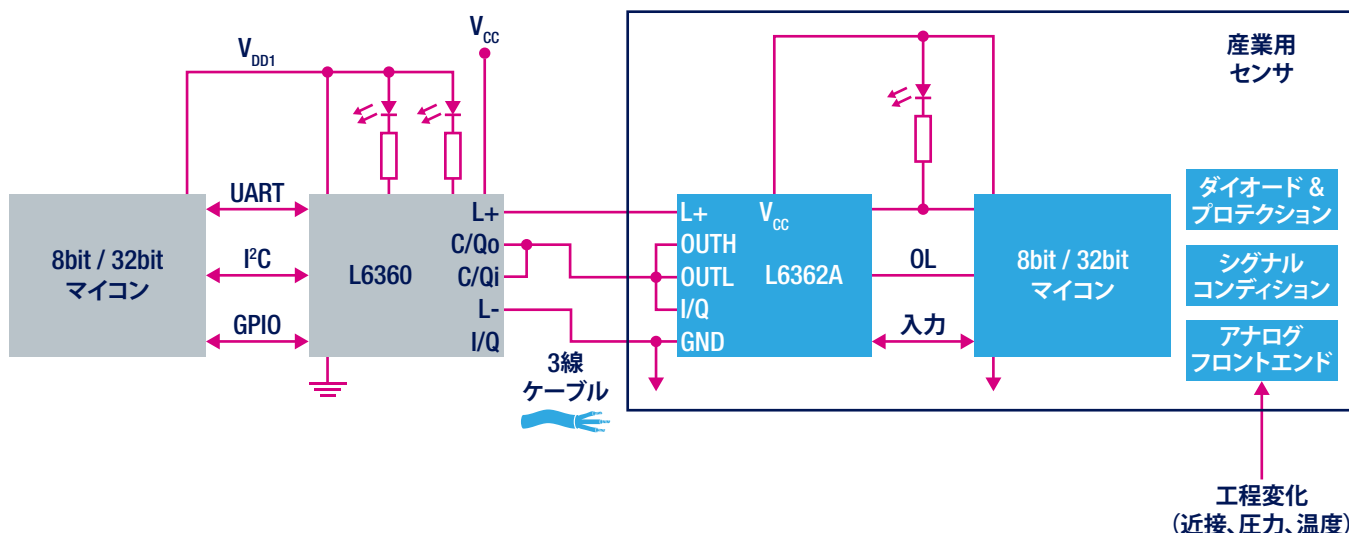 V_DD1
V_CC
産業用
センサ
8bit / 32bit
マイコン
UART
I²C
GPIO
L6360
L+
C/Qo
C/Qi
L-
I/Q
3線
ケーブル
L+
V_CC
OUTH
OUTL
I/Q
GND
L6362A
OL
入力
8bit / 32bit
マイコン
ダイオード &
プロテクション
シグナル
コンディション
アナログ
フロントエンド
工程変化
(近接、圧力、温度)